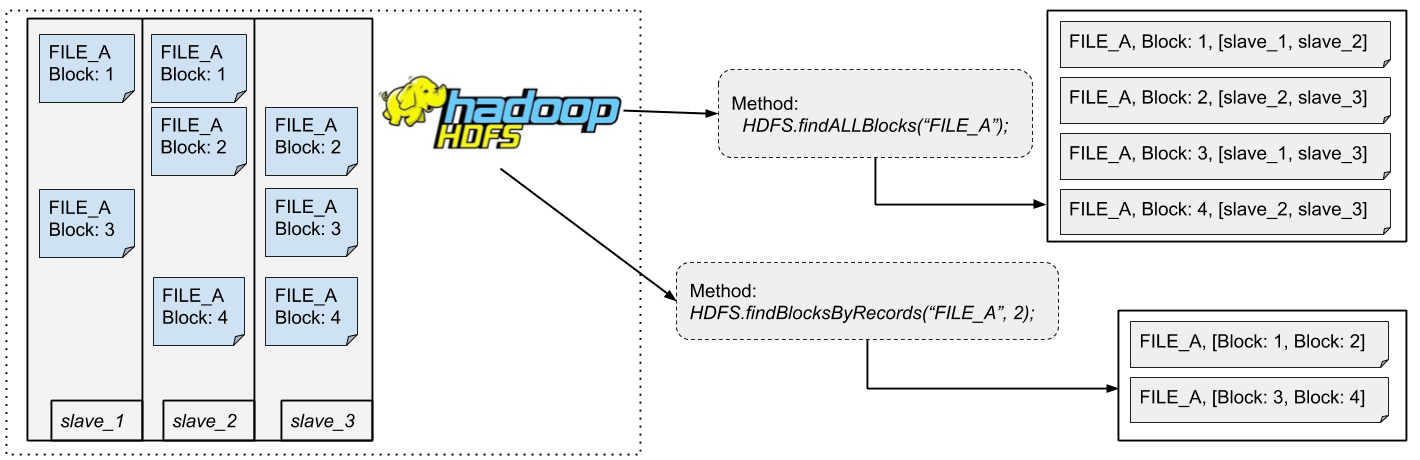 FILE_A
Block: 1
FILE_A
Block: 1
FILE_A
Block: 2
FILE_A
Block: 2
FILE_A
Block: 3
FILE_A
Block: 3
FILE_A
Block: 4
FILE_A
Block: 4
slave_1
slave_2
slave_3
hadoop
HDFS
Method:
HDFS.findALLBlocks(“FILE_A”);
FILE_A, Block: 1, [slave_1, slave_2]
FILE_A, Block: 2, [slave_2, slave_3]
FILE_A, Block: 3, [slave_1, slave_3]
FILE_A, Block: 4, [slave_2, slave_3]
Method:
HDFS.findBlocksByRecords(“FILE_A”, 2);
FILE_A, [Block: 1, Block: 2]
FILE_A, [Block: 3, Block: 4]